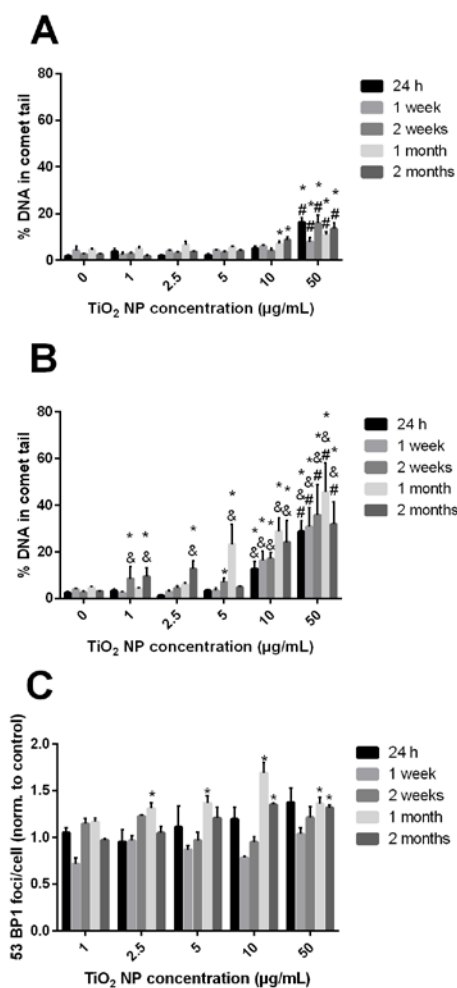 A
% DNA in comet tail
80
60
40
20
0
24 h
1 week
2 weeks
1 month
2 months
* * * * * * *
# # # # #
0 1 2.5 5 10 50
TiO₂ NP concentration (µg/mL)
B
% DNA in comet tail
80
60
40
20
0
24 h
1 week
2 weeks
1 month
2 months
* * * * * * * * * * * * * * *
& & & & & & & & & & & & & &
# # # # #
0 1 2.5 5 10 50
TiO₂ NP concentration (µg/mL)
C
53 BP1 foci/cell (norm. to control)
2.0
1.5
1.0
0.5
0.0
24 h
1 week
2 weeks
1 month
2 months
* * * * * *
1 2.5 5 10 50
TiO₂ NP concentration (µg/mL)